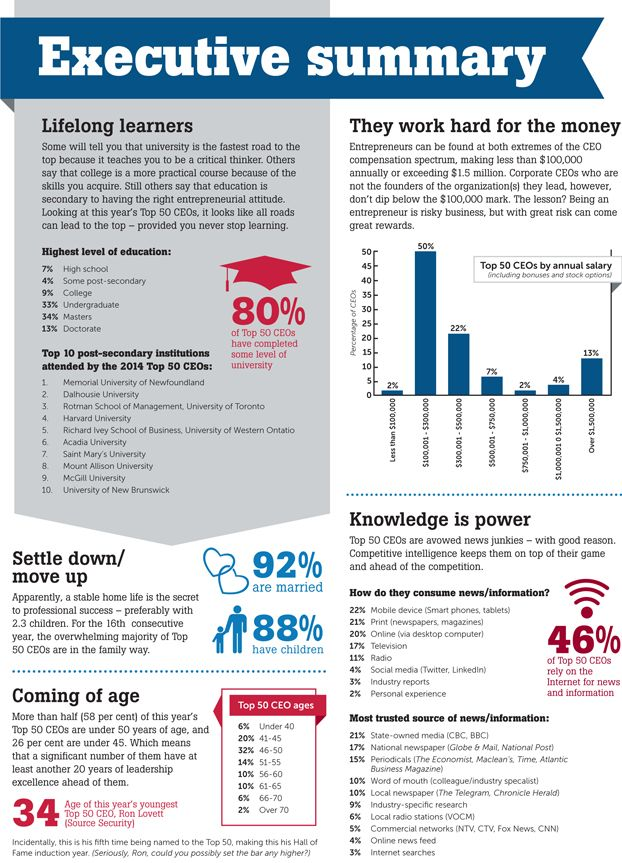 Executive summary
Lifelong learners
Some will tell you that university is the fastest road to the
top because it teaches you to be a critical thinker. Others
say that college is a more practical course because of the
skills you acquire. Still others say that education is
secondary to having the right entrepreneurial attitude.
Looking at this year's Top 50 CEOs, it looks like all roads
can lead to the top – provided you never stop learning.
Highest level of education:
7% High school
4% Some post-secondary
9% College
33% Undergraduate
34% Masters
13% Doctorate
80%
of Top 50 CEOs
have completed
some level of
university
Top 10 post-secondary institutions
attended by the 2014 Top 50 CEOs:
1. Memorial University of Newfoundland
2. Dalhousie University
3. Rotman School of Management, University of Toronto
4. Harvard University
5. Richard Ivey School of Business, University of Western Ontatio
6. Acadia University
7. Saint Mary's University
8. Mount Allison University
9. McGill University
10. University of New Brunswick
Settle down/
move up
Apparently, a stable home life is the secret
to professional success – preferably with
2.3 children. For the 16th consecutive
year, the overwhelming majority of Top
50 CEOs are in the family way.
92%
are married
88%
have children
Coming of age
More than half (58 per cent) of this year's
Top 50 CEOs are under 50 years of age, and
26 per cent are under 45. Which means
that a significant number of them have at
least another 20 years of leadership
excellence ahead of them.
34
Age of this year's youngest
Top 50 CEO, Ron Lovett
(Source Security)
Top 50 CEO ages
6% Under 40
20% 41-45
32% 46-50
14% 51-55
10% 56-60
10% 61-65
6% 66-70
2% Over 70
Incidentally, this is his fifth time being named to the Top 50, making this his Hall of
Fame induction year. (Seriously, Ron, could you possibly set the bar any higher?)
They work hard for the money
Entrepreneurs can be found at both extremes of the CEO
compensation spectrum, making less than $100,000
annually or exceeding $1.5 million. Corporate CEOs who are
not the founders of the organization(s) they lead, however,
don't dip below the $100,000 mark. The lesson? Being an
entrepreneur is risky business, but with great risk can come
great rewards.
Top 50 CEOs by annual salary
(including bonuses and stock options)
Percentage of CEOs
50
45
40
35
30
25
20
15
10
5
0
2%
50%
22%
7%
2%
4%
13%
Less than $100,000
$100,001 - $300,000
$300,001 - $500,000
$500,001 - $750,000
$750,001 - $1,000,000
$1,000,001 0 $1,500,000
Over $1,500,000
Knowledge is power
Top 50 CEOs are avowed news junkies – with good reason.
Competitive intelligence keeps them on top of their game
and ahead of the competition.
How do they consume news/information?
22% Mobile device (Smart phones, tablets)
21% Print (newspapers, magazines)
20% Online (via desktop computer)
17% Television
11% Radio
4% Social media (Twitter, LinkedIn)
3% Industry reports
2% Personal experience
46%
of Top 50 CEOs
rely on the
Internet for news
and information
Most trusted source of news/information:
21% State-owned media (CBC, BBC)
17% National newspaper (Globe & Mail, National Post)
15% Periodicals (The Economist, Maclean's, Time, Atlantic
Business Magazine)
10% Word of mouth (colleague/industry specalist)
10% Local newspaper (The Telegram, Chronicle Herald)
9% Industry-specific research
6% Local radio stations (VOCM)
5% Commercial networks (NTV, CTV, Fox News, CNN)
4% Online news feed
3% Internet searches